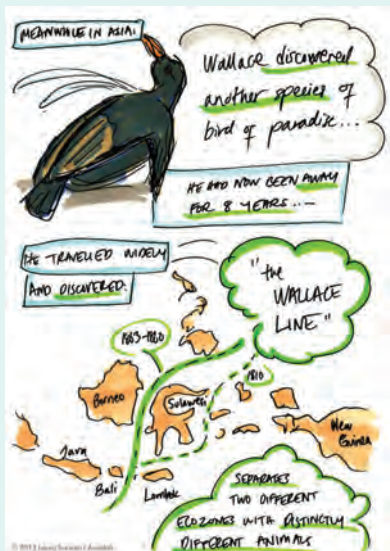 MEANWHILE IN ASIA:
Wallace discovered
another species of
bird of paradise...
HE HAD NOW BEEN AWAY
FOR 8 YEARS....
HE TRAVELLED WIDELY
AND DISCOVERED:
"the
WALLACE
LINE"
1863-1880
1910
Borneo
Sulawesi
New
Guinea
Java
Bali
Lombok
SEPARATES
TWO DIFFERENT
ECOZONES WITH DISTINCTLY
DIFFERENT ANIMALS